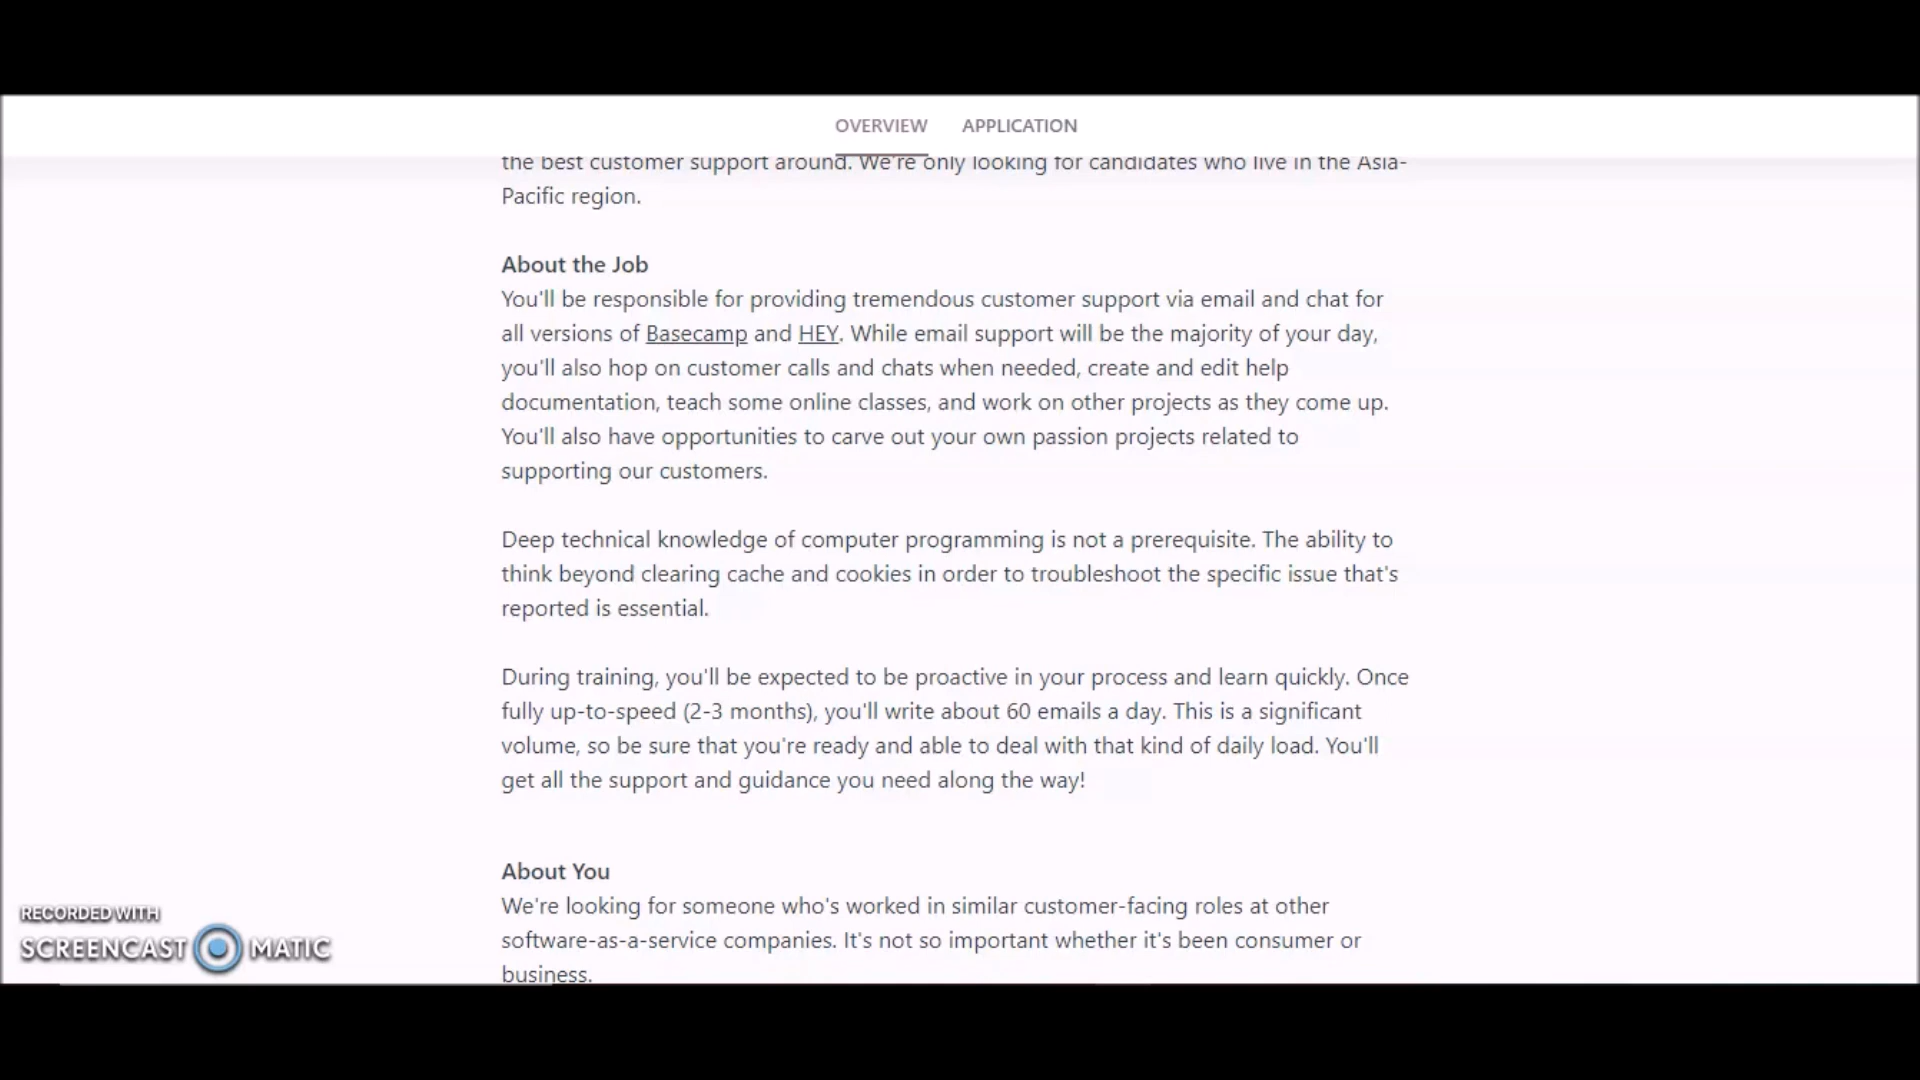 OVERVIEW APPLICATION
the best customer support around. We're only looking for candidates who live in the Asia-
Pacific region.
About the Job
You'll be responsible for providing tremendous customer support via email and chat for
all versions of Basecamp and HEY. While email support will be the majority of your day,
you'll also hop on customer calls and chats when needed, create and edit help
documentation, teach some online classes, and work on other projects as they come up.
You'll also have opportunities to carve out your own passion projects related to
supporting our customers.
Deep technical knowledge of computer programming is not a prerequisite. The ability to
think beyond clearing cache and cookies in order to troubleshoot the specific issue that's
reported is essential.
During training, you'll be expected to be proactive in your process and learn quickly. Once
fully up-to-speed (2-3 months), you'll write about 60 emails a day. This is a significant
volume, so be sure that you're ready and able to deal with that kind of daily load. You'll
get all the support and guidance you need along the way!
About You
We're looking for someone who's worked in similar customer-facing roles at other
software-as-a-service companies. It's not so important whether it's been consumer or
business.
RECORDED WITH
SCREENCAST MATIC